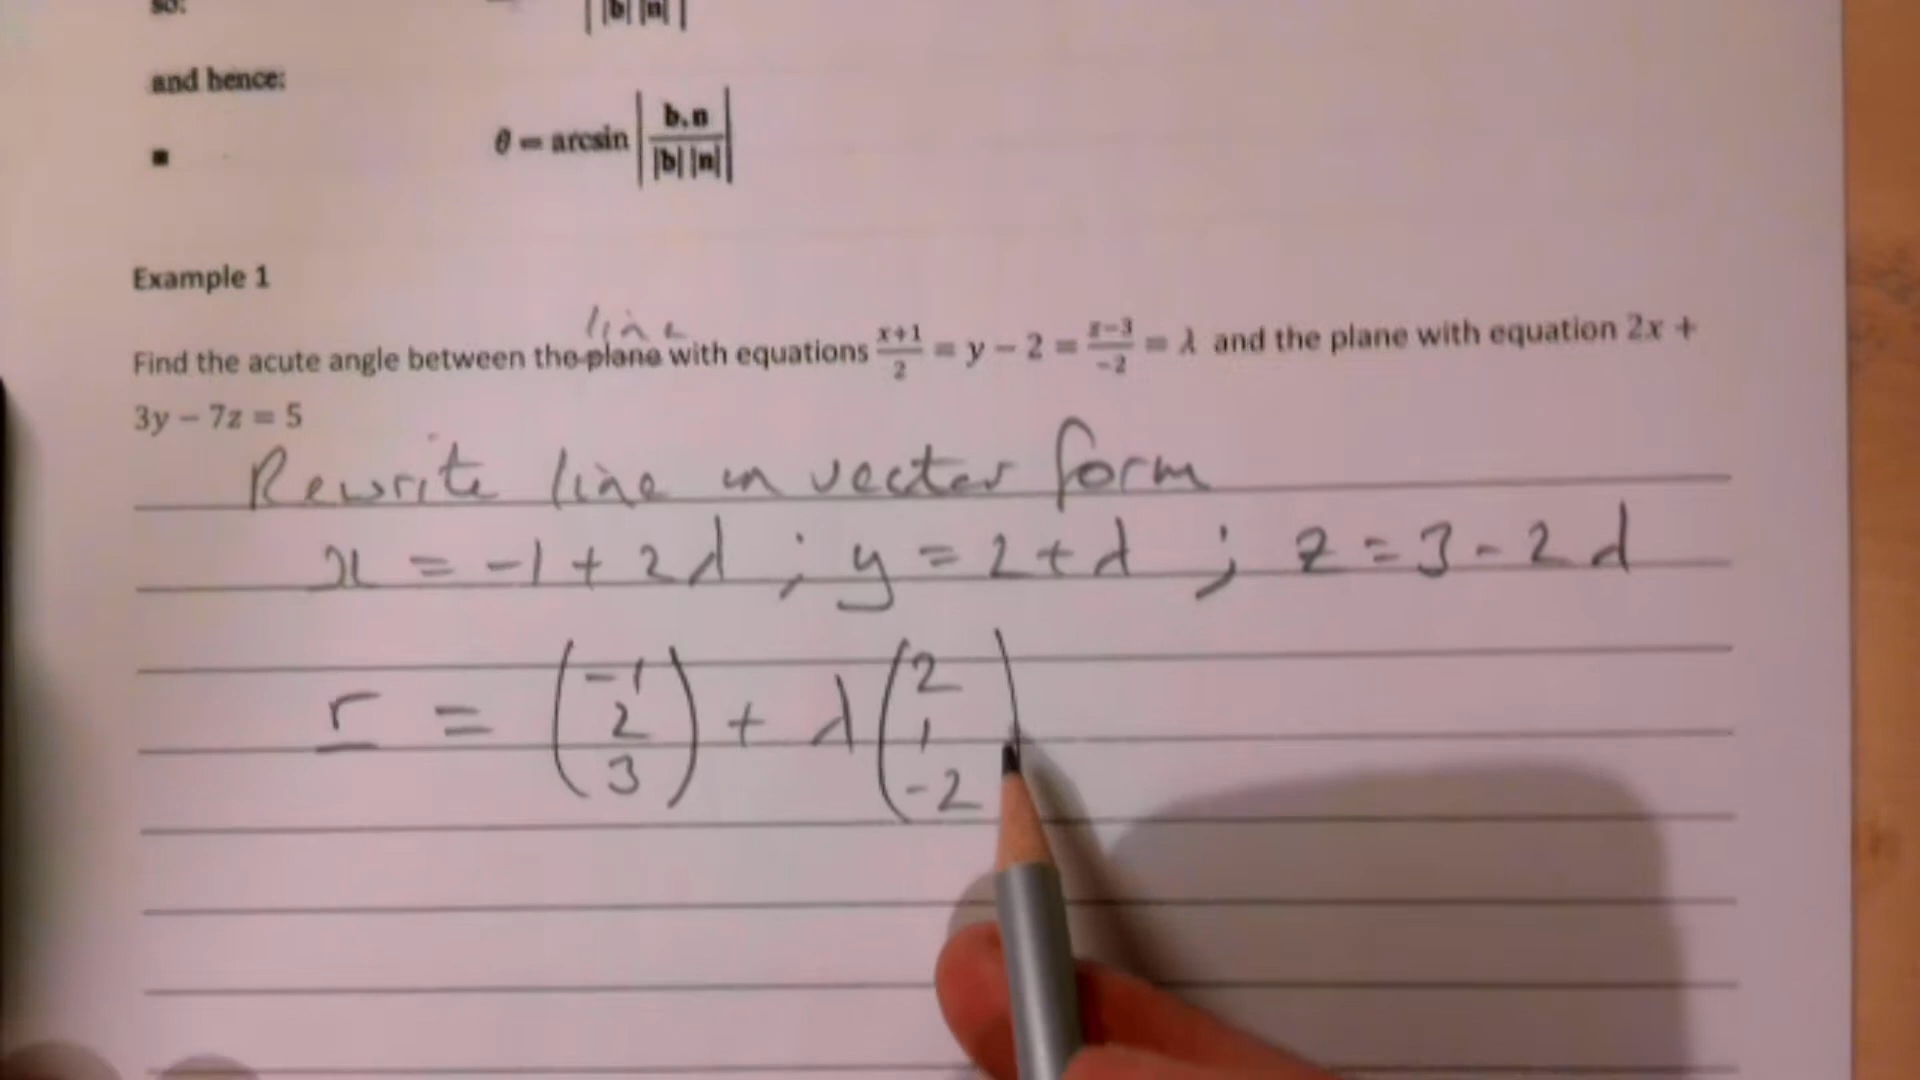 so:
|b| |n|
and hence:
■ θ = arcsin | b.n / |b| |n| |
Example 1
line
Find the acute angle between the plane with equations (x+1)/2 = y − 2 = (z−3)/−2 = λ and the plane with equation 2x +
3y − 7z = 5
Rewrite line in vector form
x = -1 + 2λ ; y = 2 + λ ; z = 3 - 2λ
r = (-1 2 3) + λ (2 1 -2)